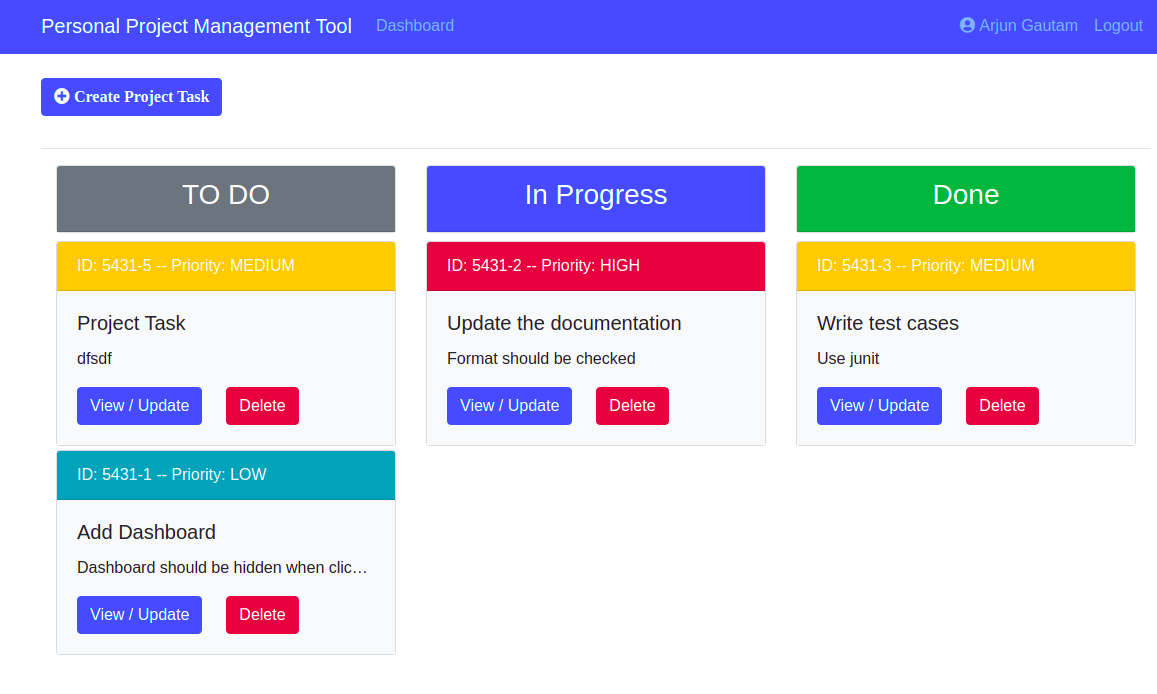 Personal Project Management Tool Dashboard Arjun Gautam Logout
Create Project Task
TO DO
ID: 5431-5 -- Priority: MEDIUM
Project Task
dfsdf
View / Update Delete
ID: 5431-1 -- Priority: LOW
Add Dashboard
Dashboard should be hidden when clic…
View / Update Delete
In Progress
ID: 5431-2 -- Priority: HIGH
Update the documentation
Format should be checked
View / Update Delete
Done
ID: 5431-3 -- Priority: MEDIUM
Write test cases
Use junit
View / Update Delete